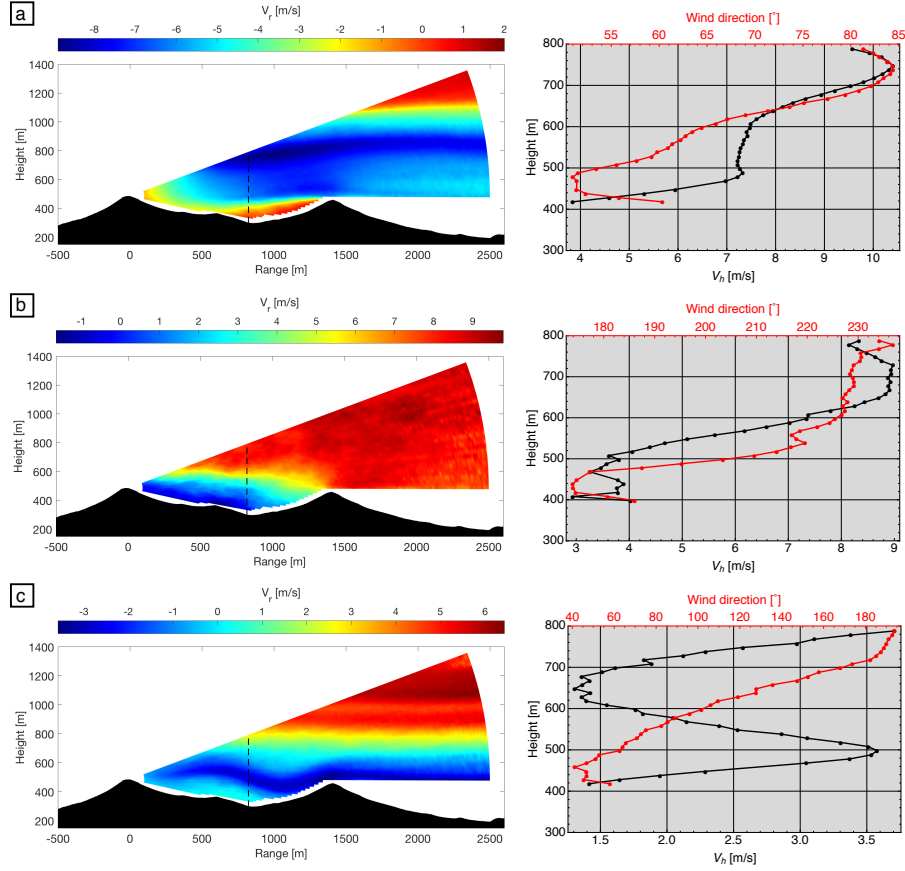 a
V_r [m/s]
-8 -7 -6 -5 -4 -3 -2 -1 0 1 2
1400
1200
1000
800
600
400
200
Height [m]
-500 0 500 1000 1500 2000 2500
Range [m]
Wind direction [°]
55 60 65 70 75 80 85
800
700
600
500
400
300
Height [m]
4 5 6 7 8 9 10
V_h [m/s]
b
V_r [m/s]
-1 0 1 2 3 4 5 6 7 8 9
1400
1200
1000
800
600
400
200
Height [m]
-500 0 500 1000 1500 2000 2500
Range [m]
Wind direction [°]
180 190 200 210 220 230
800
700
600
500
400
300
Height [m]
3 4 5 6 7 8 9
V_h [m/s]
c
V_r [m/s]
-3 -2 -1 0 1 2 3 4 5 6
1400
1200
1000
800
600
400
200
Height [m]
-500 0 500 1000 1500 2000 2500
Range [m]
Wind direction [°]
40 60 80 100 120 140 160 180
800
700
600
500
400
300
Height [m]
1.5 2.0 2.5 3.0 3.5
V_h [m/s]